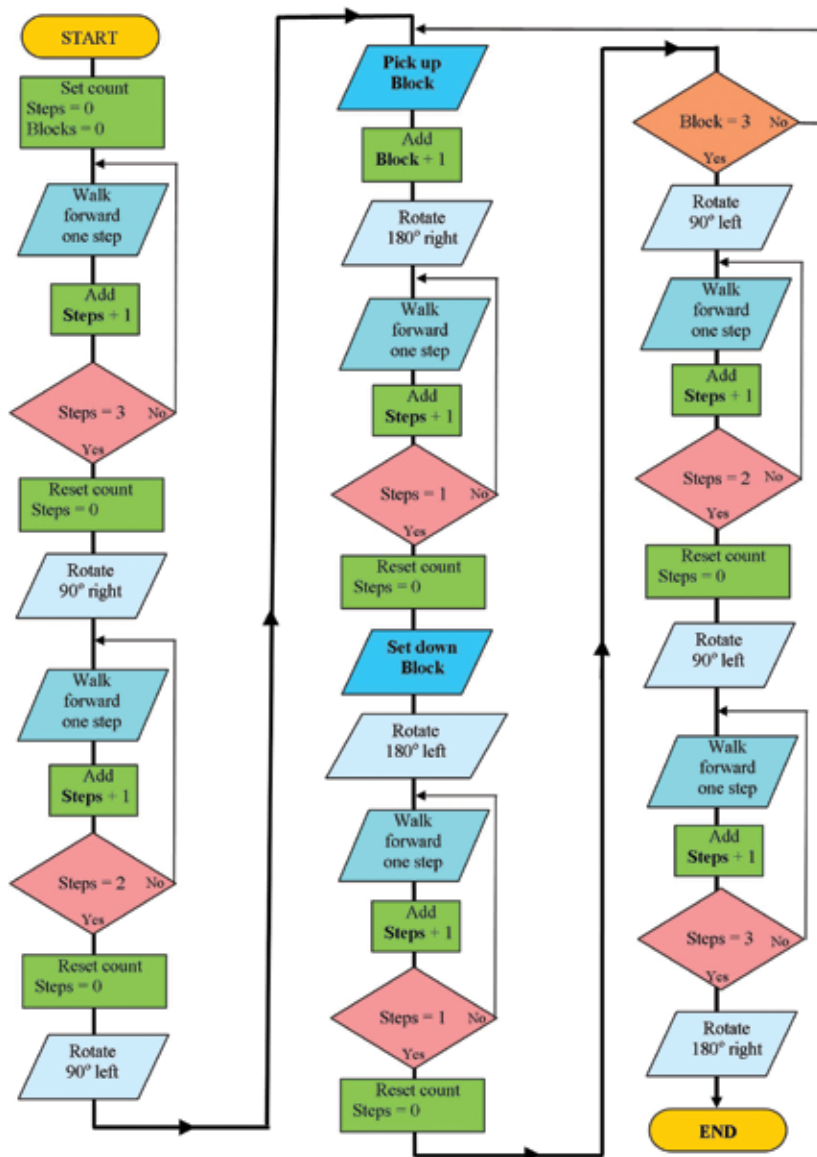 START
Set count
Steps = 0
Blocks = 0
Walk
forward
one step
Add
Steps + 1
Steps = 3
No
Yes
Reset count
Steps = 0
Rotate
90° right
Walk
forward
one step
Add
Steps + 1
Steps = 2
No
Yes
Reset count
Steps = 0
Rotate
90° left
Pick up
Block
Add
Block + 1
Rotate
180° right
Walk
forward
one step
Add
Steps + 1
Steps = 1
No
Yes
Reset count
Steps = 0
Set down
Block
Rotate
180° left
Walk
forward
one step
Add
Steps + 1
Steps = 1
No
Yes
Reset count
Steps = 0
Block = 3
No
Yes
Rotate
90° left
Walk
forward
one step
Add
Steps + 1
Steps = 2
No
Yes
Reset count
Steps = 0
Rotate
90° left
Walk
forward
one step
Add
Steps + 1
Steps = 3
No
Yes
Rotate
180° right
END